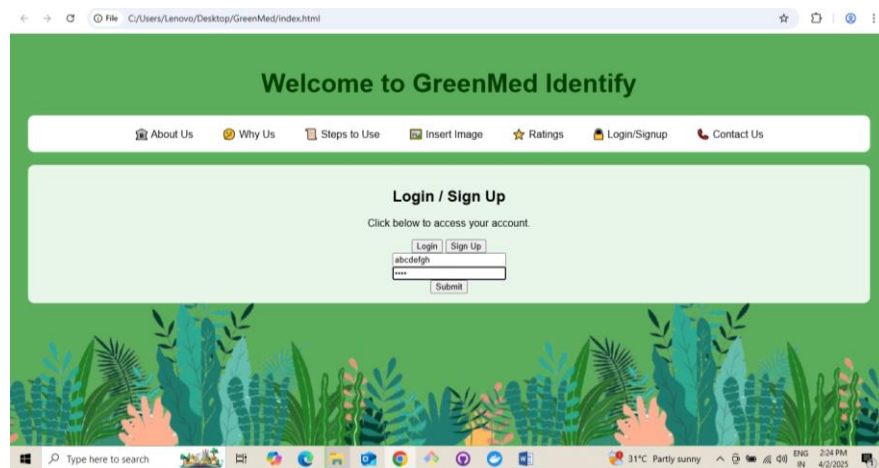 File C:/Users/Lenovo/Desktop/GreenMed/index.html
Welcome to GreenMed Identify
About Us Why Us Steps to Use Insert Image Ratings Login/Signup Contact Us
Login / Sign Up
Click below to access your account.
Login Sign Up
abcdefgh
••••
Submit
Type here to search 31°C Partly sunny ENG 2:24 PM
IN 4/2/2025